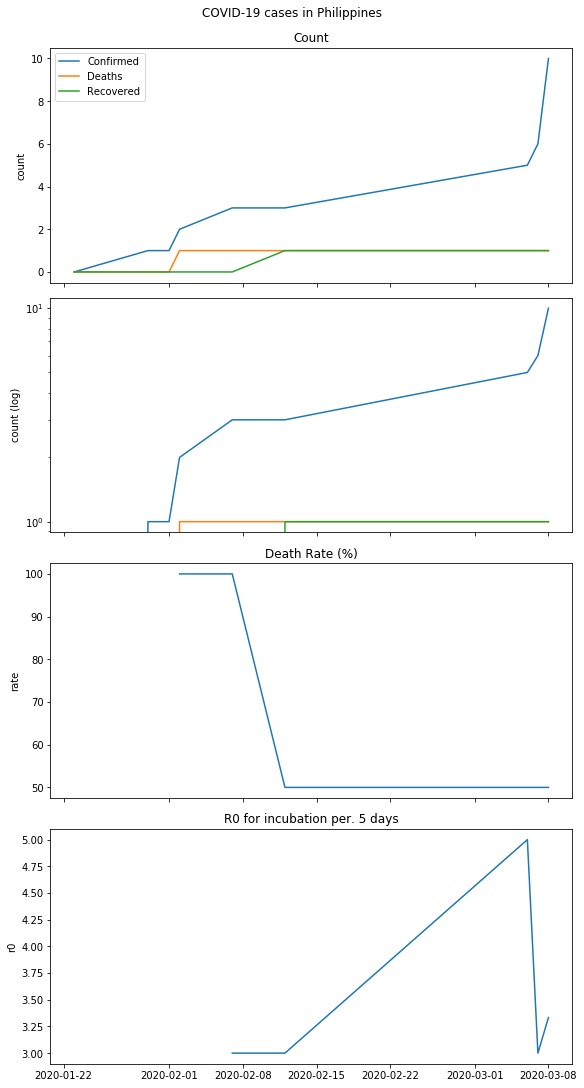 COVID-19 cases in Philippines
Count
Confirmed
Deaths
Recovered
10
8
6
4
2
0
count
10¹
10⁰
count (log)
Death Rate (%)
100
90
80
70
60
50
rate
R0 for incubation per. 5 days
5.00
4.75
4.50
4.25
4.00
3.75
3.50
3.25
3.00
r0
2020-01-22 2020-02-01 2020-02-08 2020-02-15 2020-02-22 2020-03-01 2020-03-08